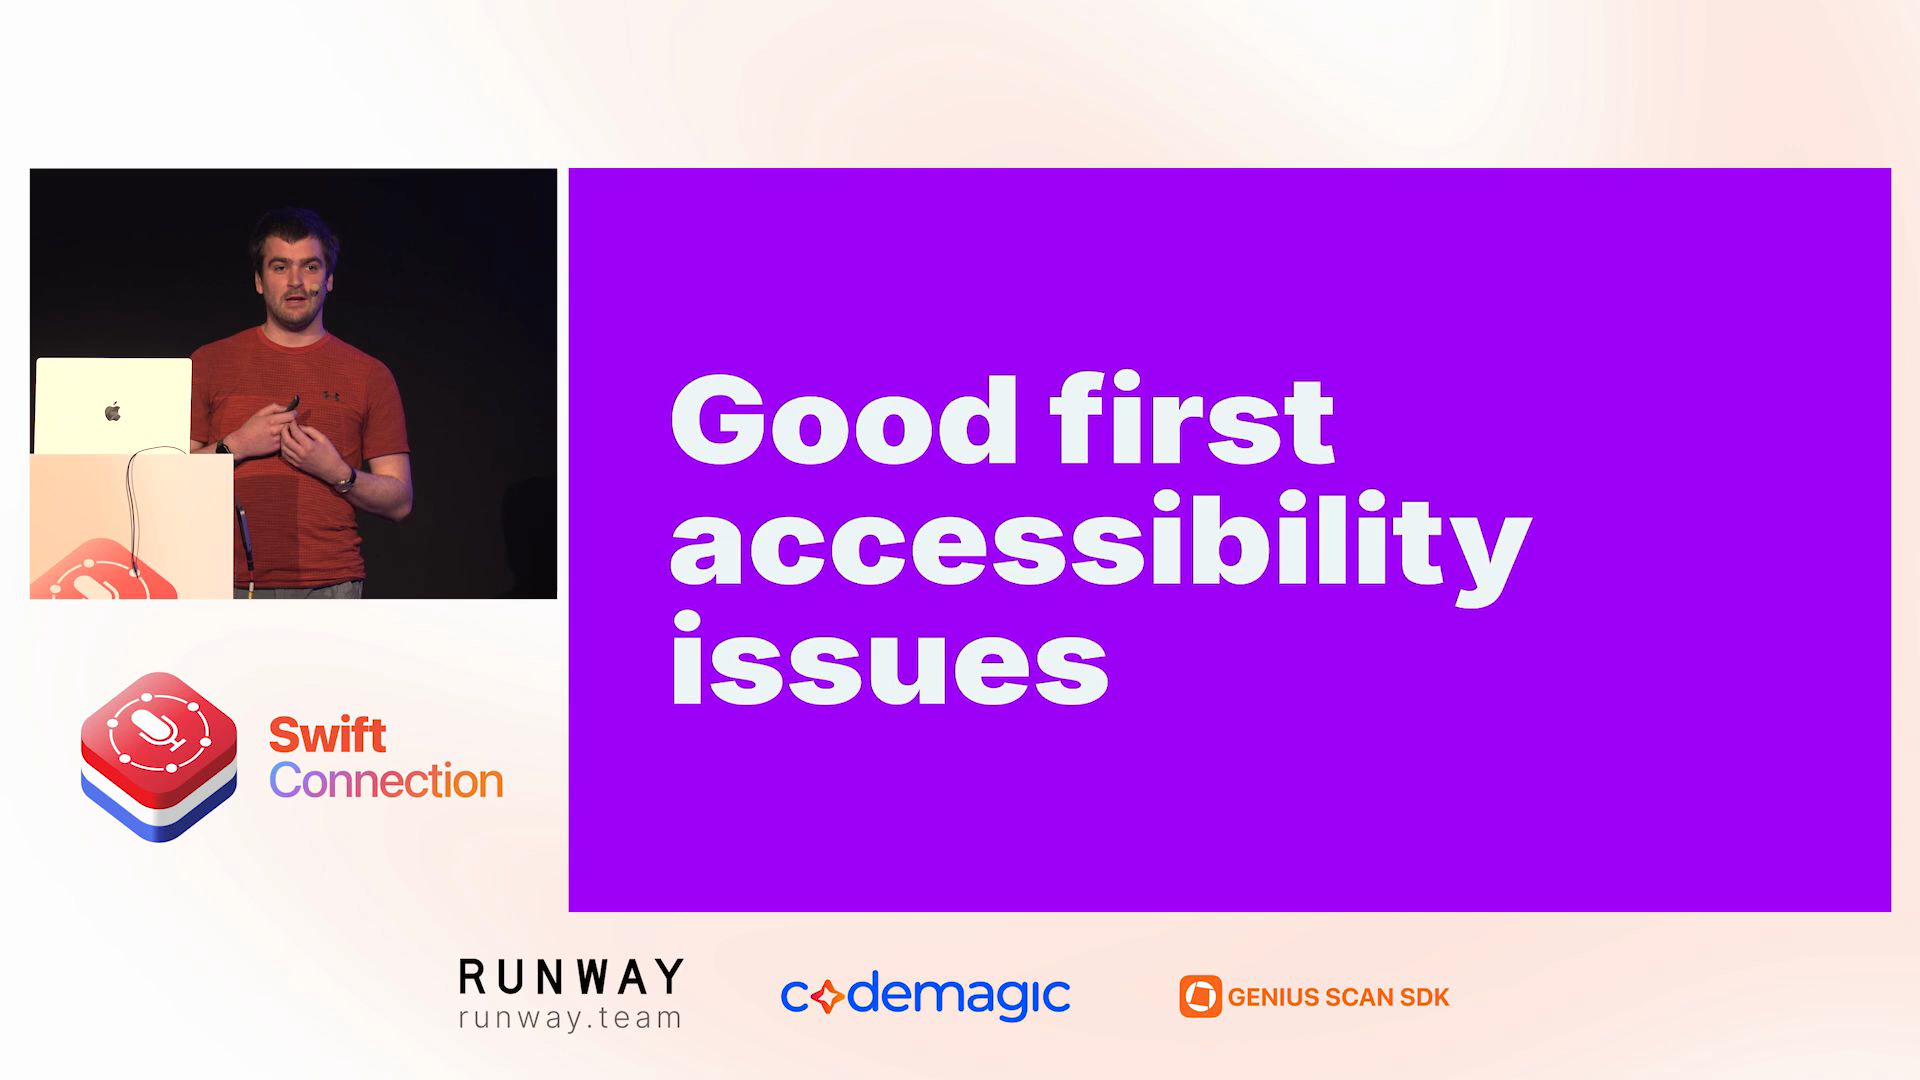 Good first
accessibility
issues
Swift
Connection
RUNWAY
runway.team
codemagic
GENIUS SCAN SDK